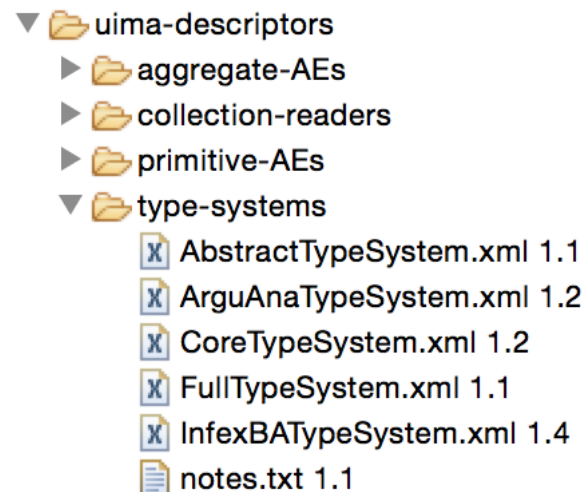 uima-descriptors
aggregate-AEs
collection-readers
primitive-AEs
type-systems
AbstractTypeSystem.xml 1.1
ArguAnaTypeSystem.xml 1.2
CoreTypeSystem.xml 1.2
FullTypeSystem.xml 1.1
InfexBATypeSystem.xml 1.4
notes.txt 1.1